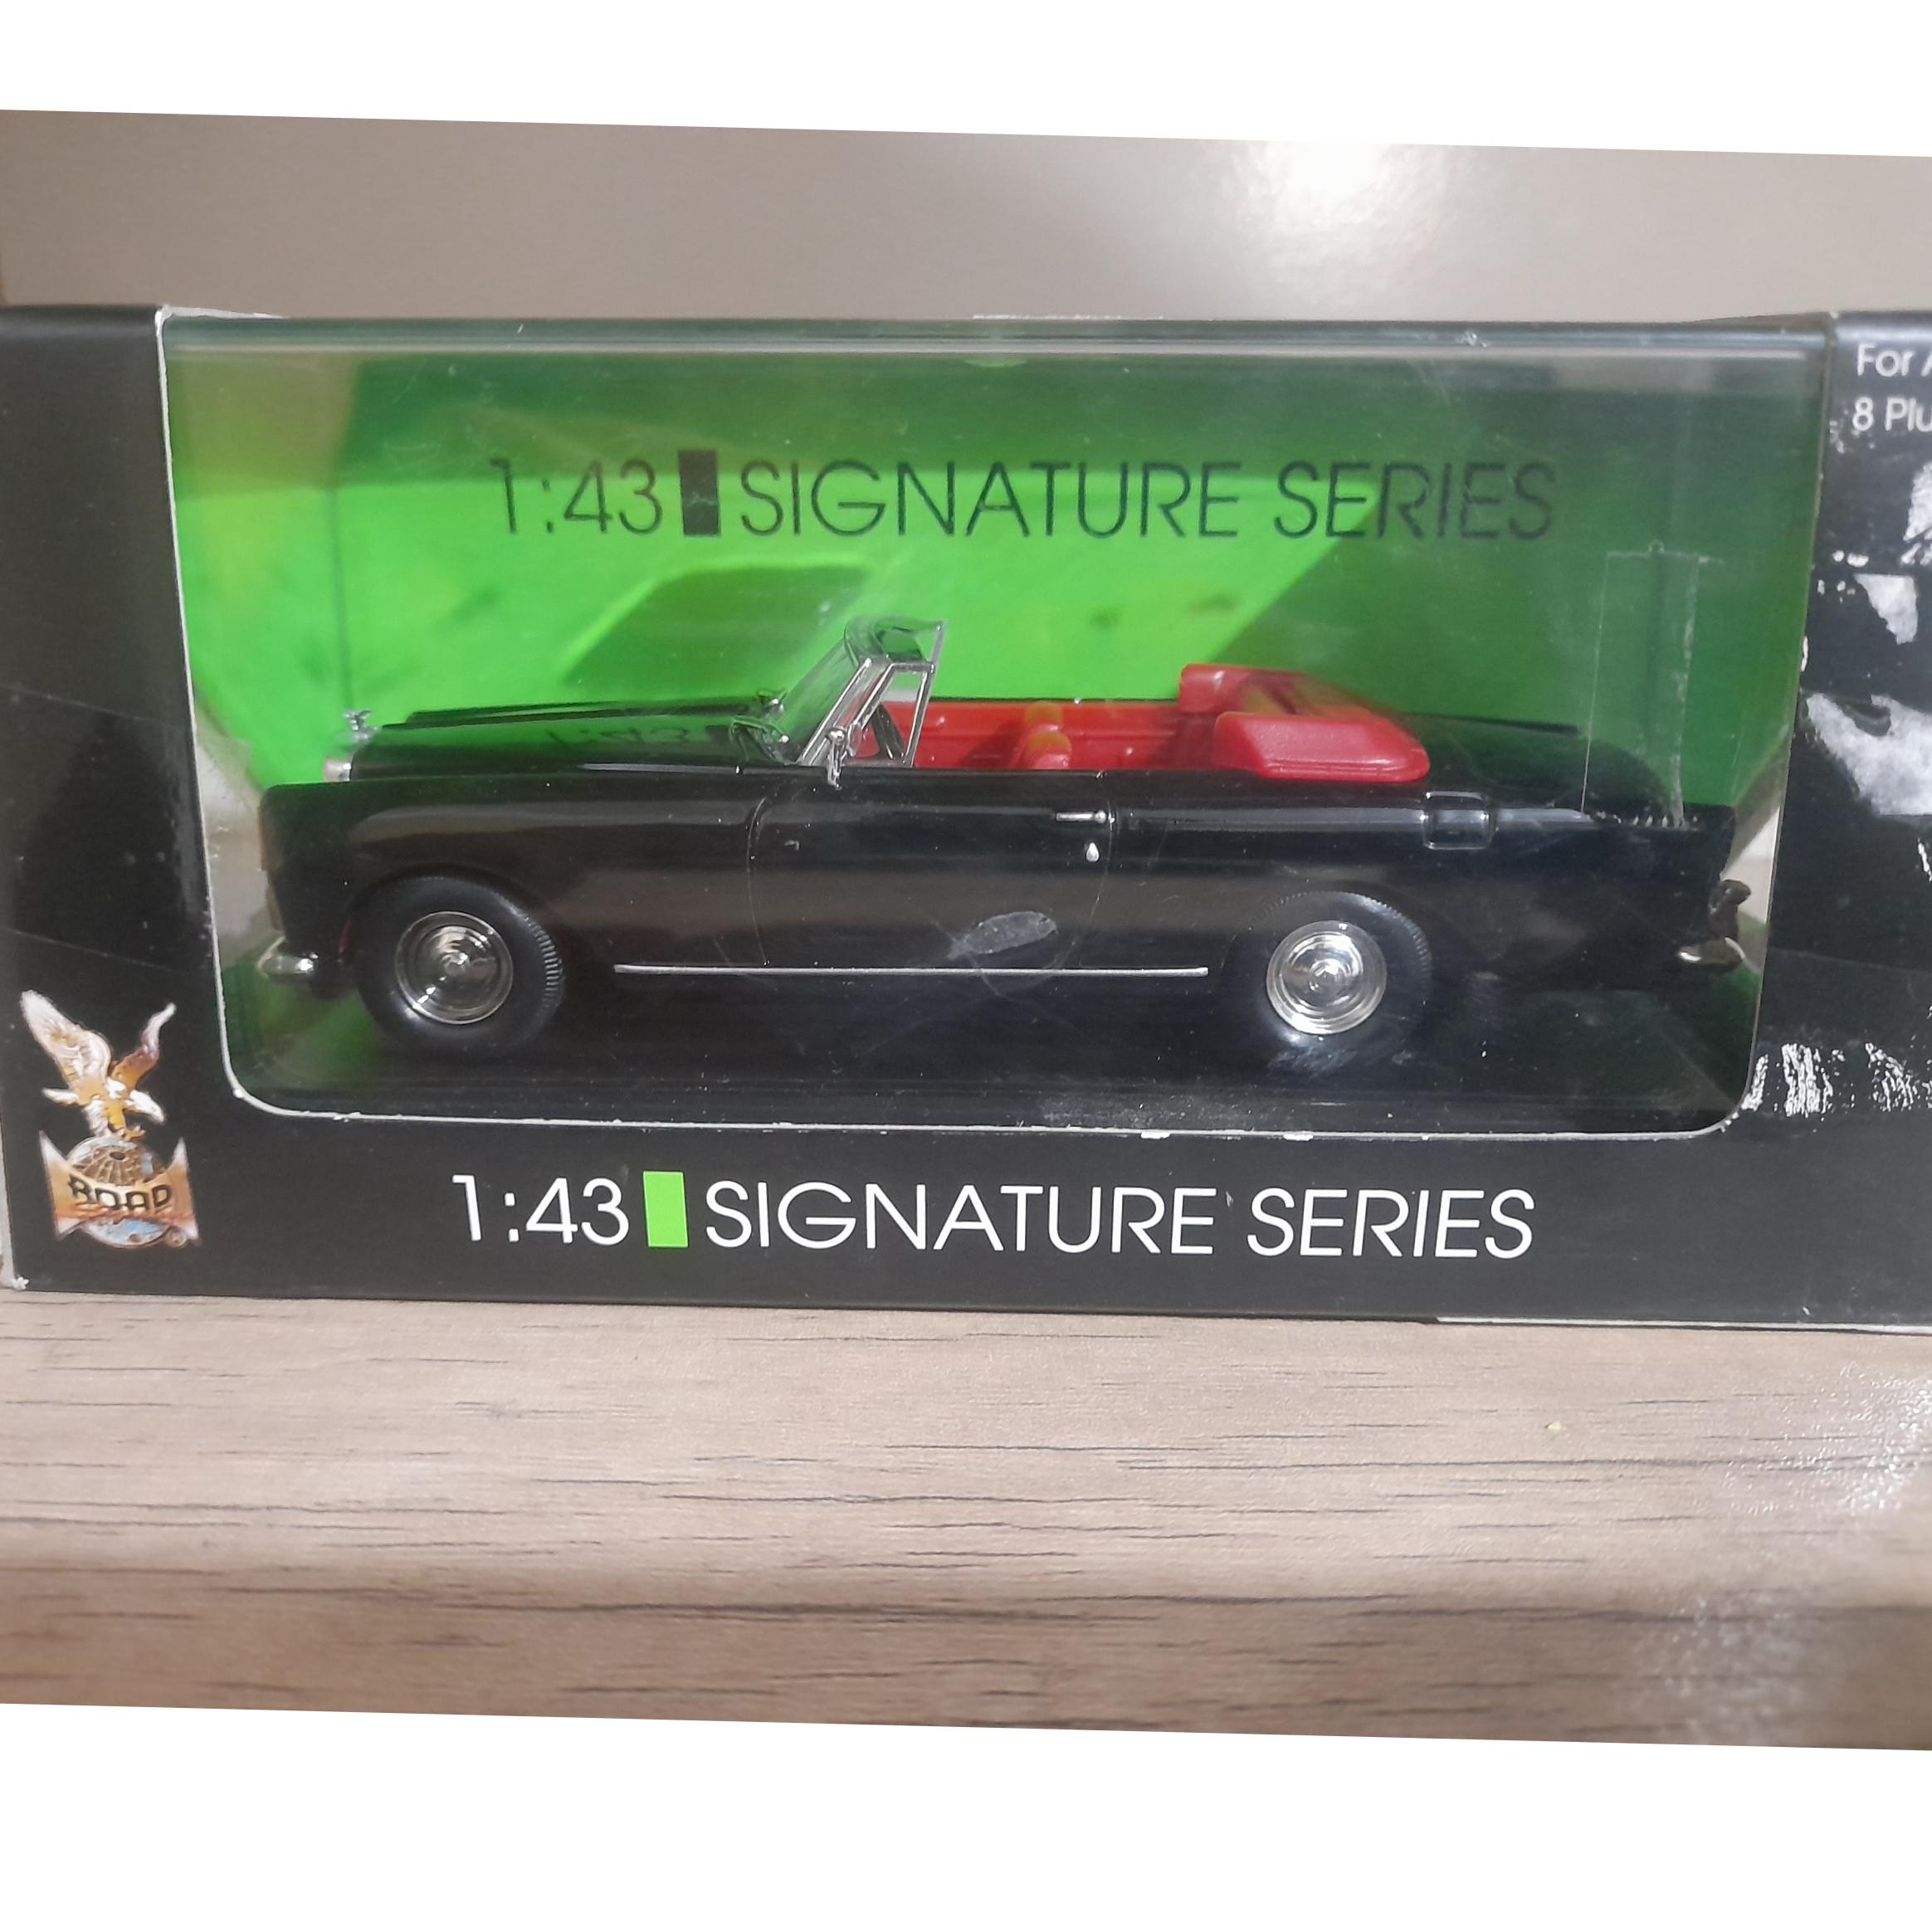 For
8 Plu
1:43 SIGNATURE SERIES
ROAD
1:43 SIGNATURE SERIES